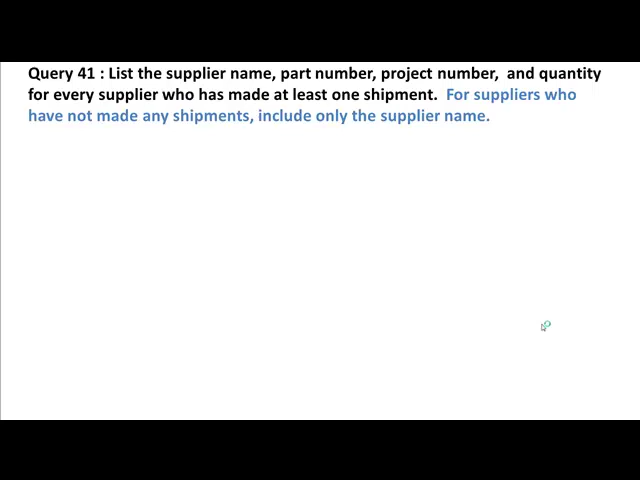 Query 41 : List the supplier name, part number, project number,  and quantity
for every supplier who has made at least one shipment.  For suppliers who
have not made any shipments, include only the supplier name.